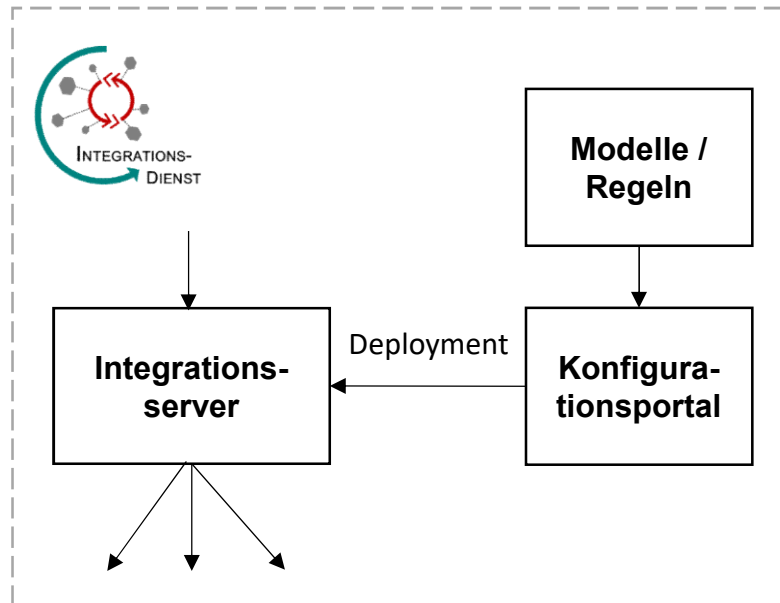 INTEGRATIONS-
DIENST
Modelle /
Regeln
Integrations-
server
Deployment
Konfigura-
tionsportal